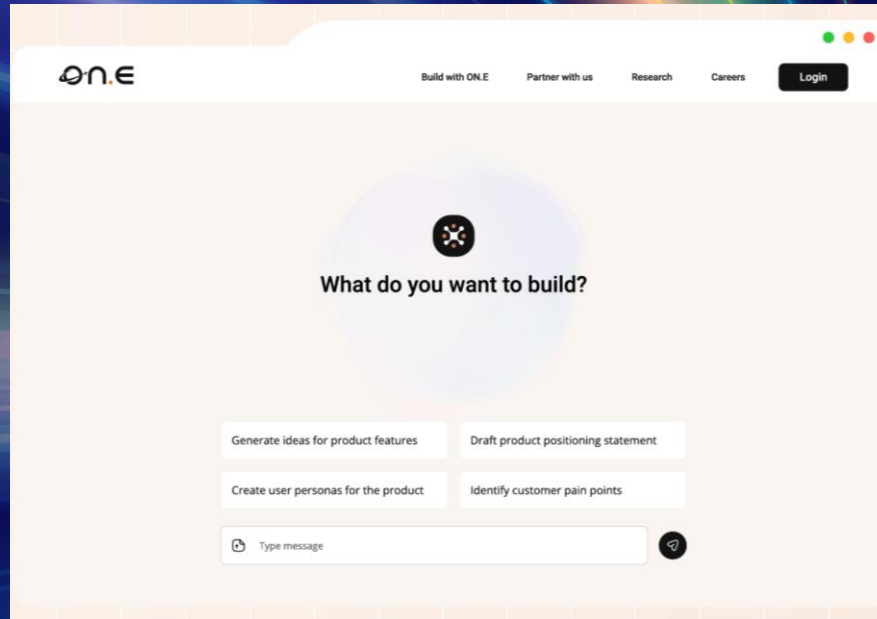 ON.E
Build with ON.E Partner with us Research Careers Login
What do you want to build?
Generate ideas for product features Draft product positioning statement
Create user personas for the product Identify customer pain points
Type message